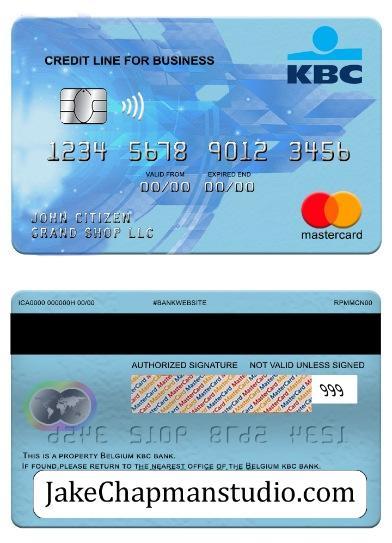 CREDIT LINE FOR BUSINESS
KBC
1234 5678 9012 3456
VALID FROM EXPIRED END
00/00 00/00
JOHN CITIZEN
GRAND SHOP LLC
mastercard
ICA0000 000000H 00/00 #BANKWEBSITE RPMMCN00
AUTHORIZED SIGNATURE NOT VALID UNLESS SIGNED
MasterCard MasterCard MasterCard
999
THIS IS A PROPERTY BELGIUM KBC BANK.
IF FOUND,PLEASE RETURN TO THE NEAREST OFFICE OF THE BELGIUM KBC BANK.
JakeChapmanstudio.com